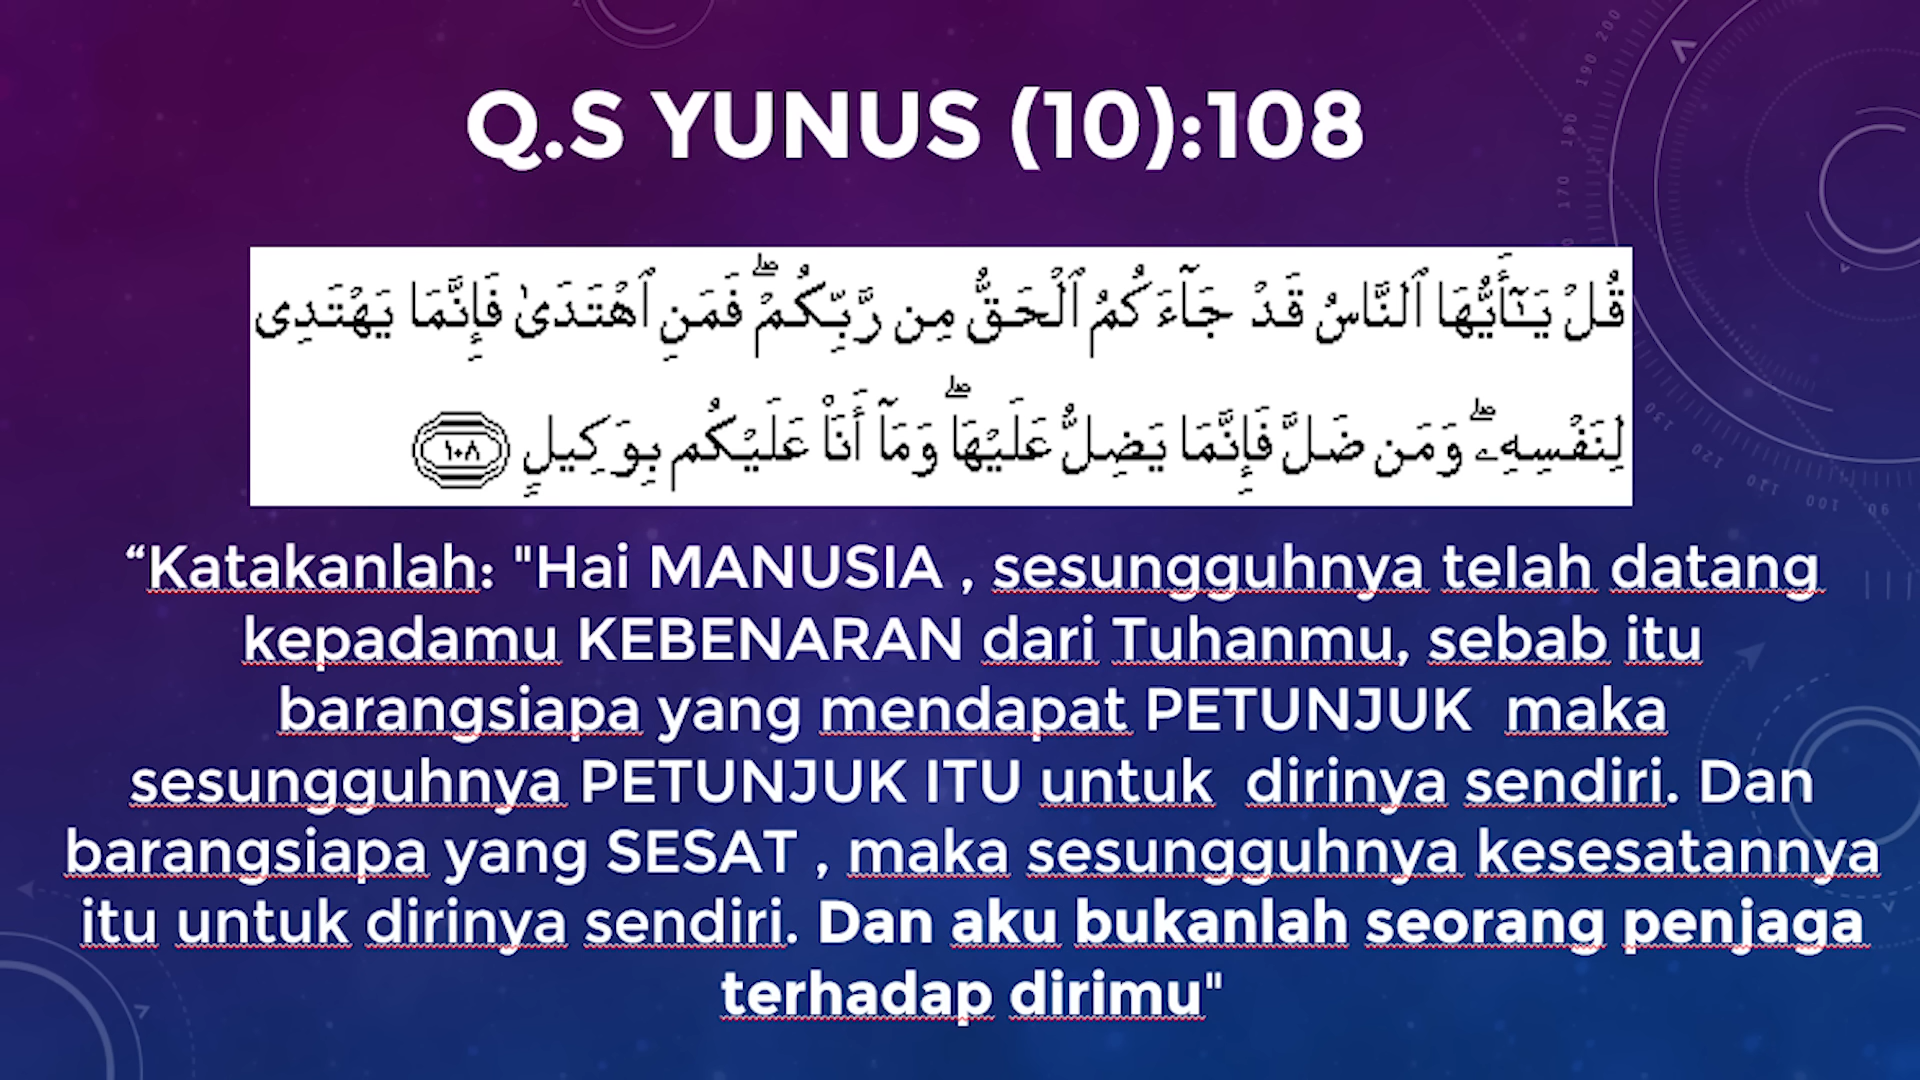 Q.S YUNUS (10):108
قُلْ يَـٰٓأَيُّهَا ٱلنَّاسُ قَدْ جَآءَكُمُ ٱلْحَقُّ مِن رَّبِّكُمْ ۖ فَمَنِ ٱهْتَدَىٰ فَإِنَّمَا يَهْتَدِى
لِنَفْسِهِۦ ۖ وَمَن ضَلَّ فَإِنَّمَا يَضِلُّ عَلَيْهَا ۖ وَمَآ أَنَا۠ عَلَيْكُم بِوَكِيلٍ ١٠٨
“Katakanlah: "Hai MANUSIA , sesungguhnya telah datang
kepadamu KEBENARAN dari Tuhanmu, sebab itu
barangsiapa yang mendapat PETUNJUK  maka
sesungguhnya PETUNJUK ITU untuk  dirinya sendiri. Dan
barangsiapa yang SESAT , maka sesungguhnya kesesatannya
itu untuk dirinya sendiri. Dan aku bukanlah seorang penjaga
terhadap dirimu"